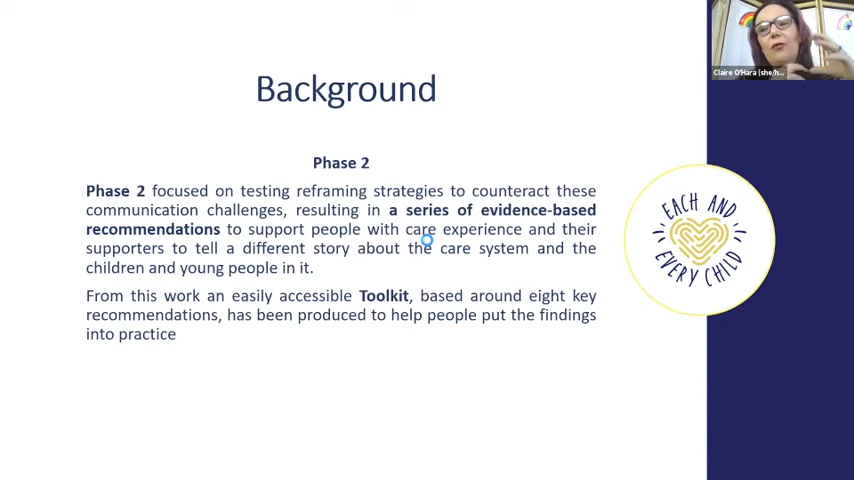 Claire O'Hara (she/h...
Background
Phase 2
Phase 2 focused on testing reframing strategies to counteract these
communication challenges, resulting in a series of evidence-based
recommendations to support people with care experience and their
supporters to tell a different story about the care system and the
children and young people in it.
From this work an easily accessible Toolkit, based around eight key
recommendations, has been produced to help people put the findings
into practice
EACH AND
EVERY CHILD